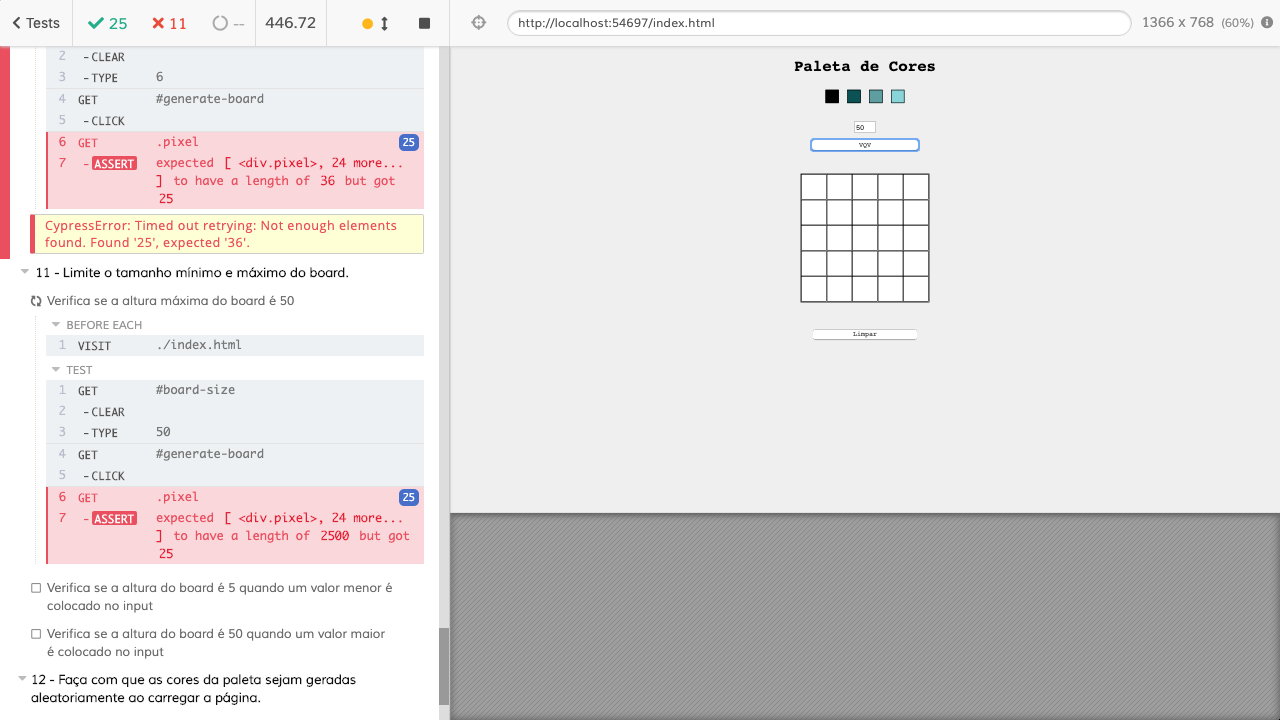 Tests
25
11
--
446.72
http://localhost:54697/index.html
1366 x 768 (60%)
2 -CLEAR
3 -TYPE 6
4 GET #generate-board
5 -CLICK
6 GET .pixel 25
7 -ASSERT expected [ <div.pixel>, 24 more...
] to have a length of 36 but got
25
CypressError: Timed out retrying: Not enough elements
found. Found '25', expected '36'.
11 - Limite o tamanho mínimo e máximo do board.
Verifica se a altura máxima do board é 50
BEFORE EACH
1 VISIT ./index.html
TEST
1 GET #board-size
2 -CLEAR
3 -TYPE 50
4 GET #generate-board
5 -CLICK
6 GET .pixel 25
7 -ASSERT expected [ <div.pixel>, 24 more...
] to have a length of 2500 but got
25
Verifica se a altura do board é 5 quando um valor menor é
colocado no input
Verifica se a altura do board é 50 quando um valor maior
é colocado no input
12 - Faça com que as cores da paleta sejam geradas
aleatoriamente ao carregar a página.
Paleta de Cores
50
VQV
Limpar